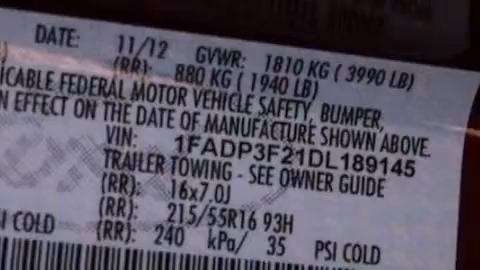 DATE: 11/12 GVWR: 1810 KG ( 3990 LB)
(RR): 880 KG ( 1940 LB)
ICABLE FEDERAL MOTOR VEHICLE SAFETY, BUMPER,
N EFFECT ON THE DATE OF MANUFACTURE SHOWN ABOVE.
VIN: 1FADP3F21DL189145
TRAILER TOWING - SEE OWNER GUIDE
(RR): 16x7.0J
(RR): 215/55R16 93H
SI COLD (RR): 240 kPa/ 35 PSI COLD